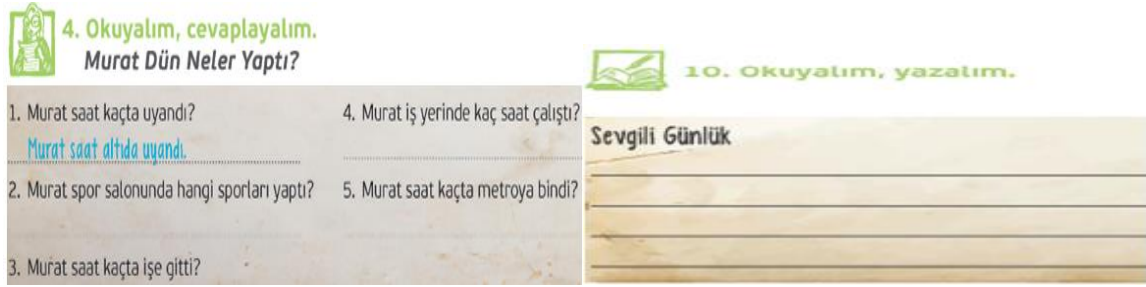 4. Okuyalım, cevaplayalım.
Murat Dün Neler Yaptı?
1. Murat saat kaçta uyandı?
Murat saat altıda uyandı.
2. Murat spor salonunda hangi sporları yaptı?
3. Murat saat kaçta işe gitti?
4. Murat iş yerinde kaç saat çalıştı?
5. Murat saat kaçta metroya bindi?
10. Okuyalım, yazalım.
Sevgili Günlük